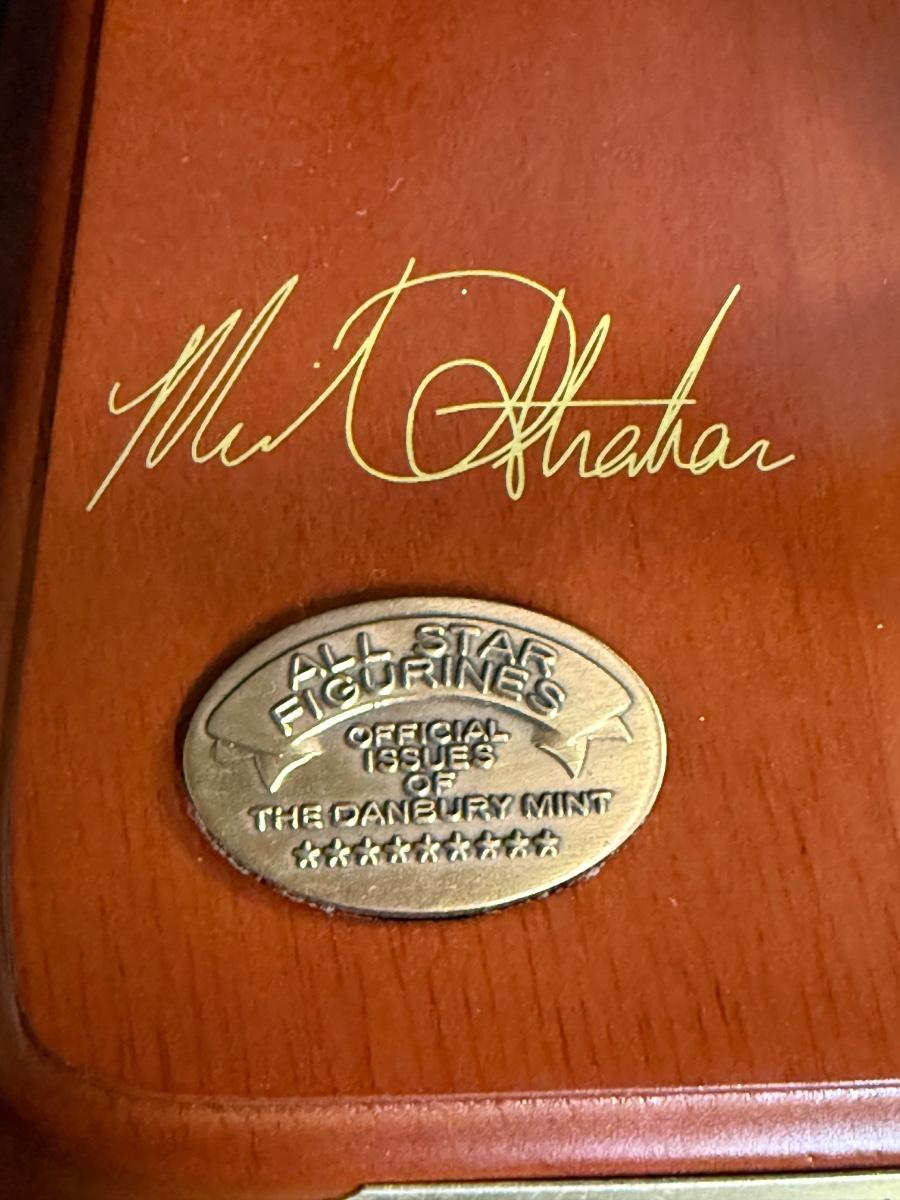 ALL STAR
FIGURINES
OFFICIAL
ISSUES
OF
THE DANBURY MINT